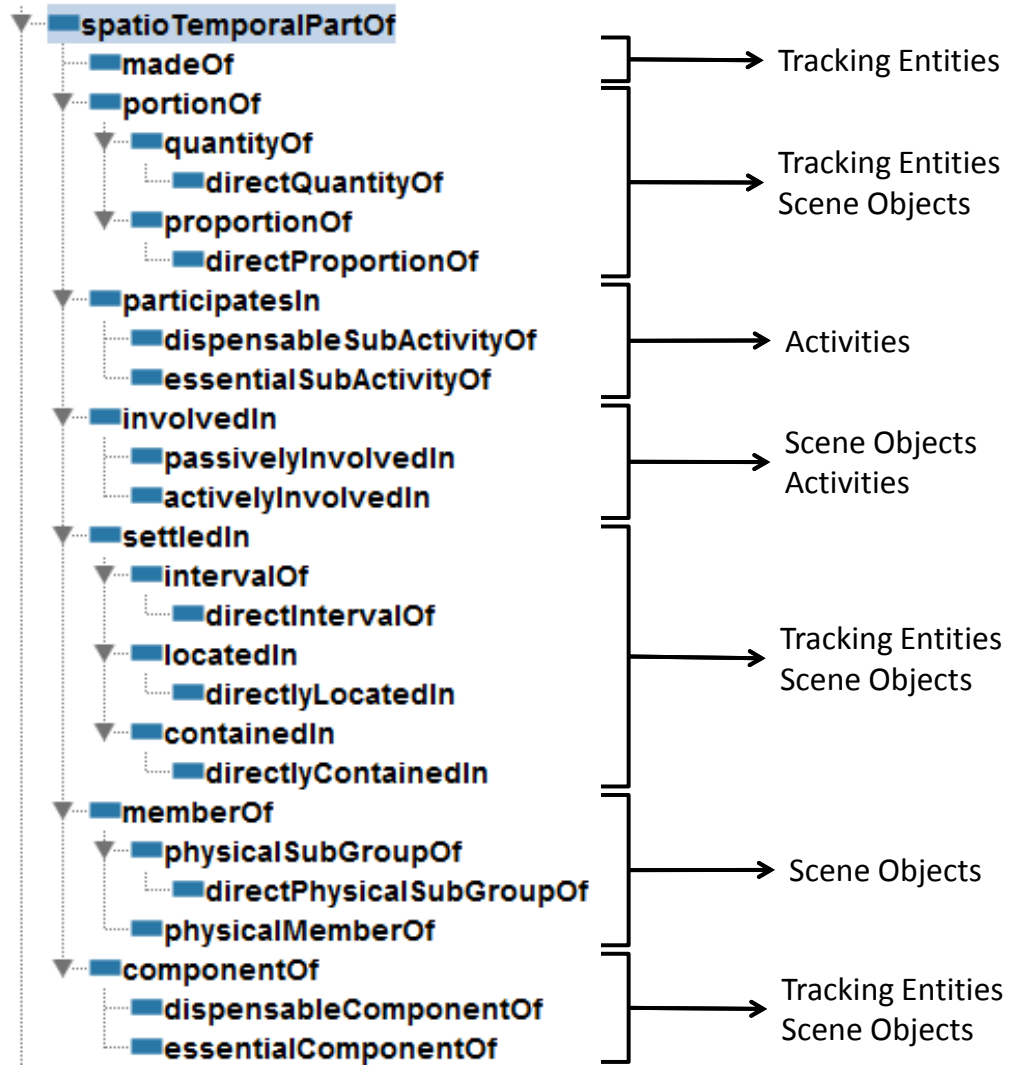 spatioTemporalPartOf
madeOf
Tracking Entities
portionOf
quantityOf
directQuantityOf
proportionOf
directProportionOf
Tracking Entities
Scene Objects
participatesIn
dispensableSubActivityOf
essentialSubActivityOf
Activities
involvedIn
passivelyInvolvedIn
activelyInvolvedIn
Scene Objects
Activities
settledIn
intervalOf
directIntervalOf
locatedIn
directlyLocatedIn
containedIn
directlyContainedIn
Tracking Entities
Scene Objects
memberOf
physicalSubGroupOf
directPhysicalSubGroupOf
physicalMemberOf
Scene Objects
componentOf
dispensableComponentOf
essentialComponentOf
Tracking Entities
Scene Objects